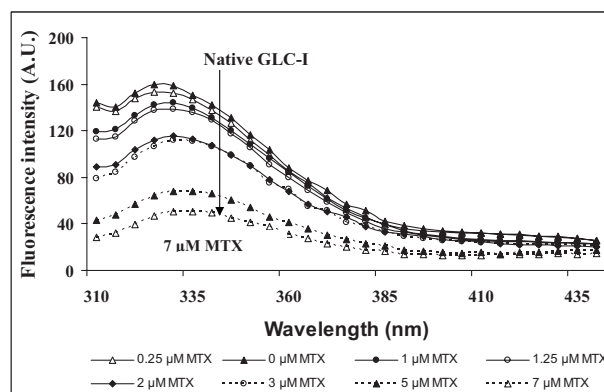 200
160
120
80
40
0
Fluorescence intensity (A.U.)
Native GLC-I
7 µM MTX
310 335 360 385 410 435
Wavelength (nm)
0.25 µM MTX 0 µM MTX 1 µM MTX 1.25 µM MTX
2 µM MTX 3 µM MTX 5 µM MTX 7 µM MTX